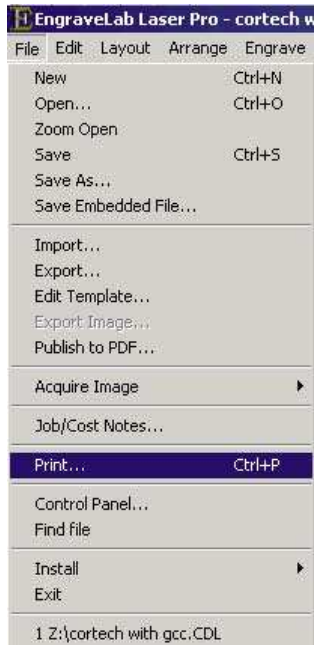 EngraveLab Laser Pro - cortech w
File Edit Layout Arrange Engrave
New Ctrl+N
Open... Ctrl+O
Zoom Open
Save Ctrl+S
Save As...
Save Embedded File...
Import...
Export...
Edit Template...
Export Image...
Publish to PDF...
Acquire Image
Job/Cost Notes...
Print... Ctrl+P
Control Panel...
Find file
Install
Exit
1 Z:\cortech with gcc.CDL